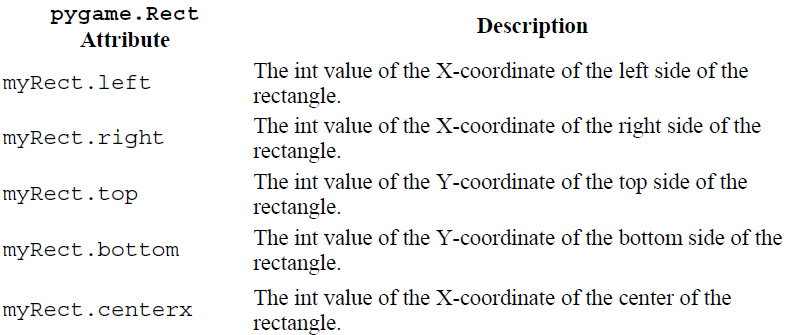 pygame.Rect
Attribute
Description
myRect.left
The int value of the X-coordinate of the left side of the
rectangle.
myRect.right
The int value of the X-coordinate of the right side of the
rectangle.
myRect.top
The int value of the Y-coordinate of the top side of the
rectangle.
myRect.bottom
The int value of the Y-coordinate of the bottom side of the
rectangle.
myRect.centerx
The int value of the X-coordinate of the center of the
rectangle.